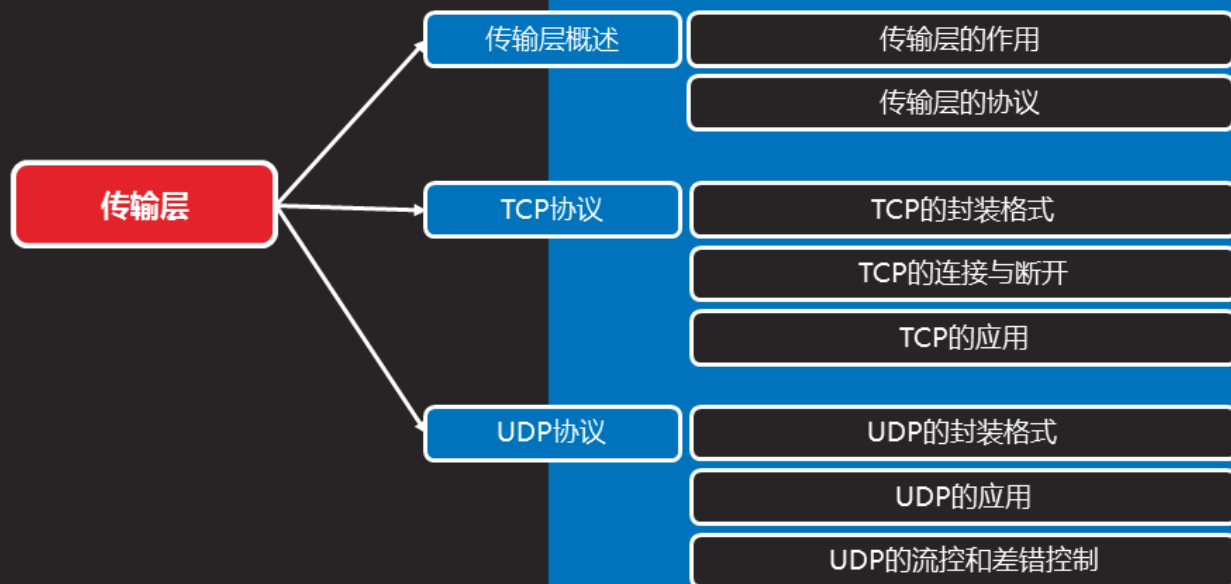 传输层概述
传输层的作用
传输层的协议
传输层
TCP协议
TCP的封装格式
TCP的连接与断开
TCP的应用
UDP协议
UDP的封装格式
UDP的应用
UDP的流控和差错控制